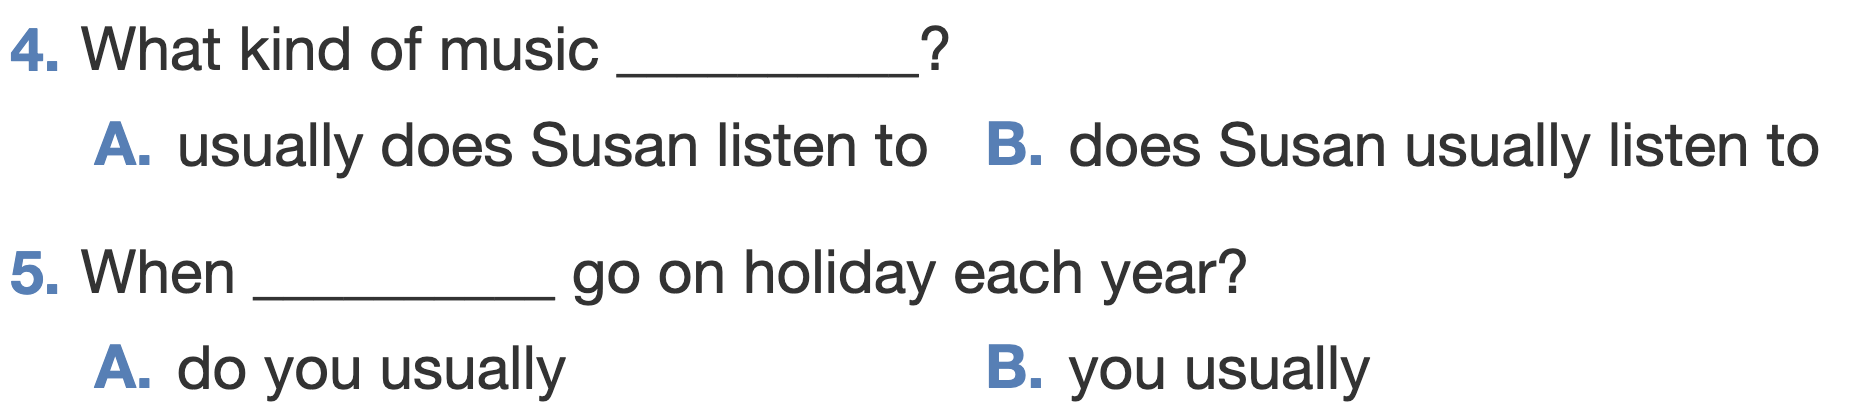 4. What kind of music __________?
A. usually does Susan listen to B. does Susan usually listen to
5. When __________ go on holiday each year?
A. do you usually B. you usually